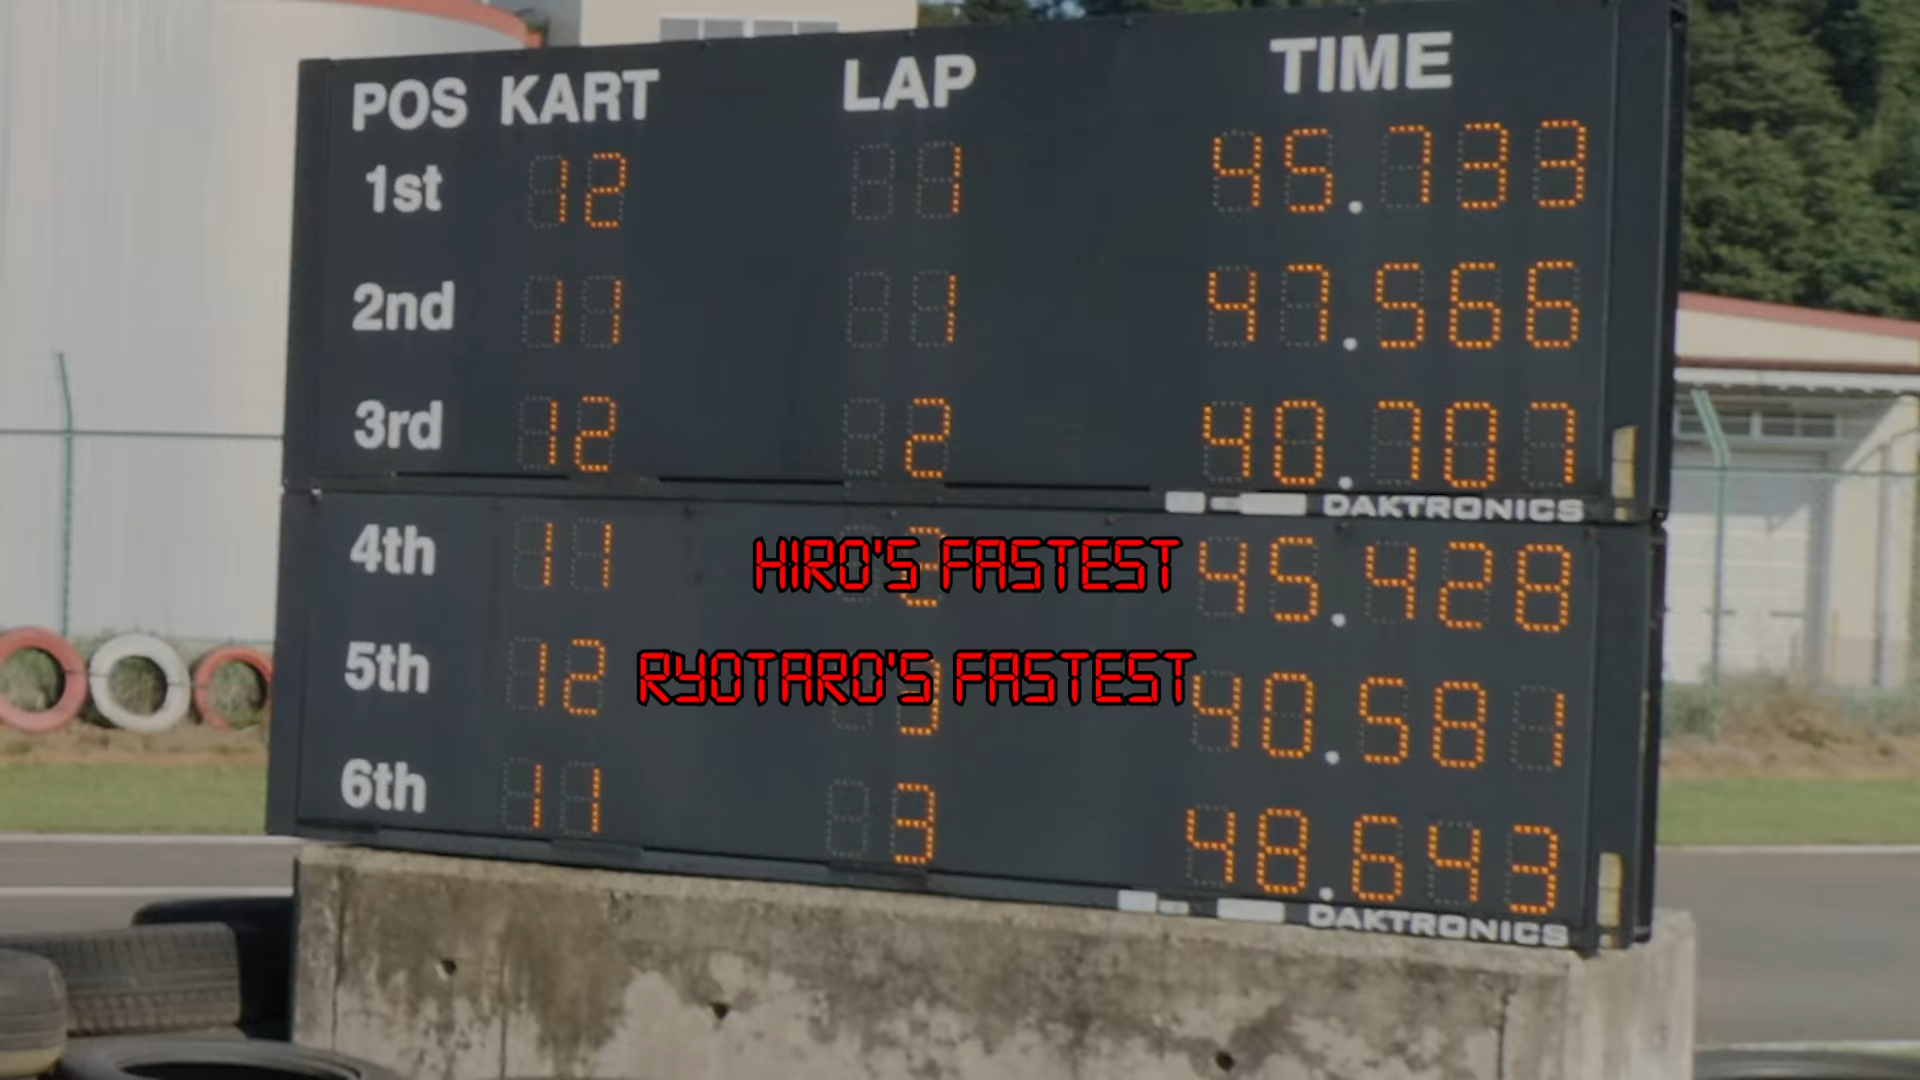 POS KART LAP TIME
1st 12 1 45.733
2nd 11 1 47.566
3rd 12 2 40.707
DAKTRONICS
4th 11 2 45.428
HIRO'S FASTEST
5th 12 3 40.581
RYOTARO'S FASTEST
6th 11 3 48.643
DAKTRONICS